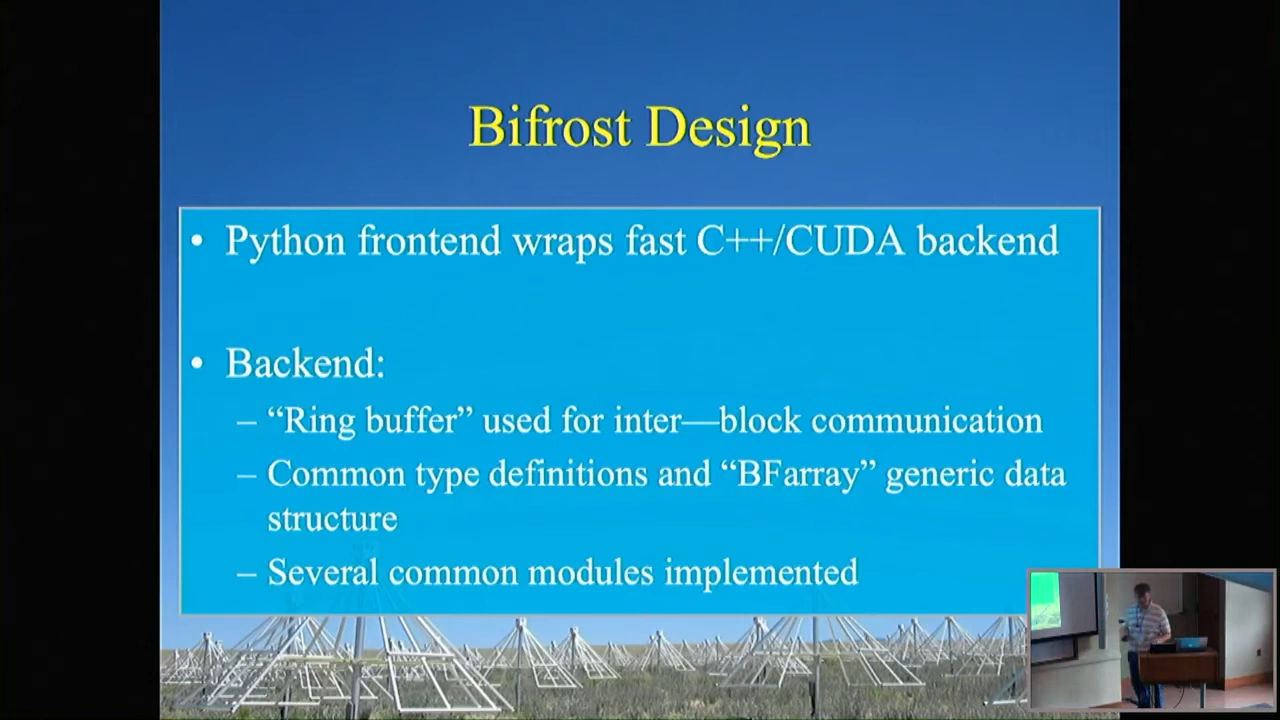 Bifrost Design
• Python frontend wraps fast C++/CUDA backend
• Backend:
– “Ring buffer” used for inter—block communication
– Common type definitions and “BFarray” generic data
structure
– Several common modules implemented